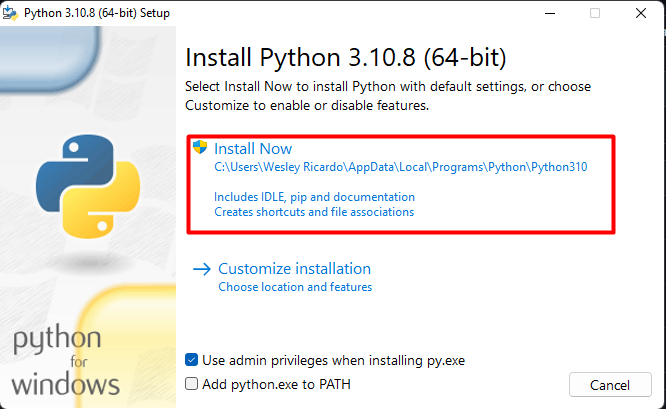 Python 3.10.8 (64-bit) Setup
Install Python 3.10.8 (64-bit)
Select Install Now to install Python with default settings, or choose
Customize to enable or disable features.
Install Now
C:\Users\Wesley Ricardo\AppData\Local\Programs\Python\Python310
Includes IDLE, pip and documentation
Creates shortcuts and file associations
Customize installation
Choose location and features
python
for
windows
Use admin privileges when installing py.exe
Add python.exe to PATH
Cancel